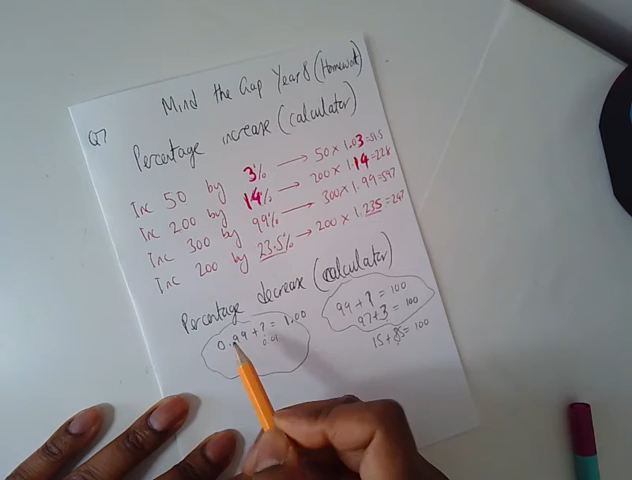 Mind the Gap Year 8 (Homework)
Q7
Percentage increase (calculator)
Inc 50 by 3% → 50 × 1.03 = 51.5
Inc 200 by 14% → 200 × 1.14 = 228
Inc 300 by 99% → 300 × 1.99 = 597
Inc 200 by 23.5% → 200 × 1.235 = 247
Percentage decrease (calculator)
0.99 + ? = 1.00
0.01
99 + ? = 100
97 + 3 = 100
15 + 85 = 100